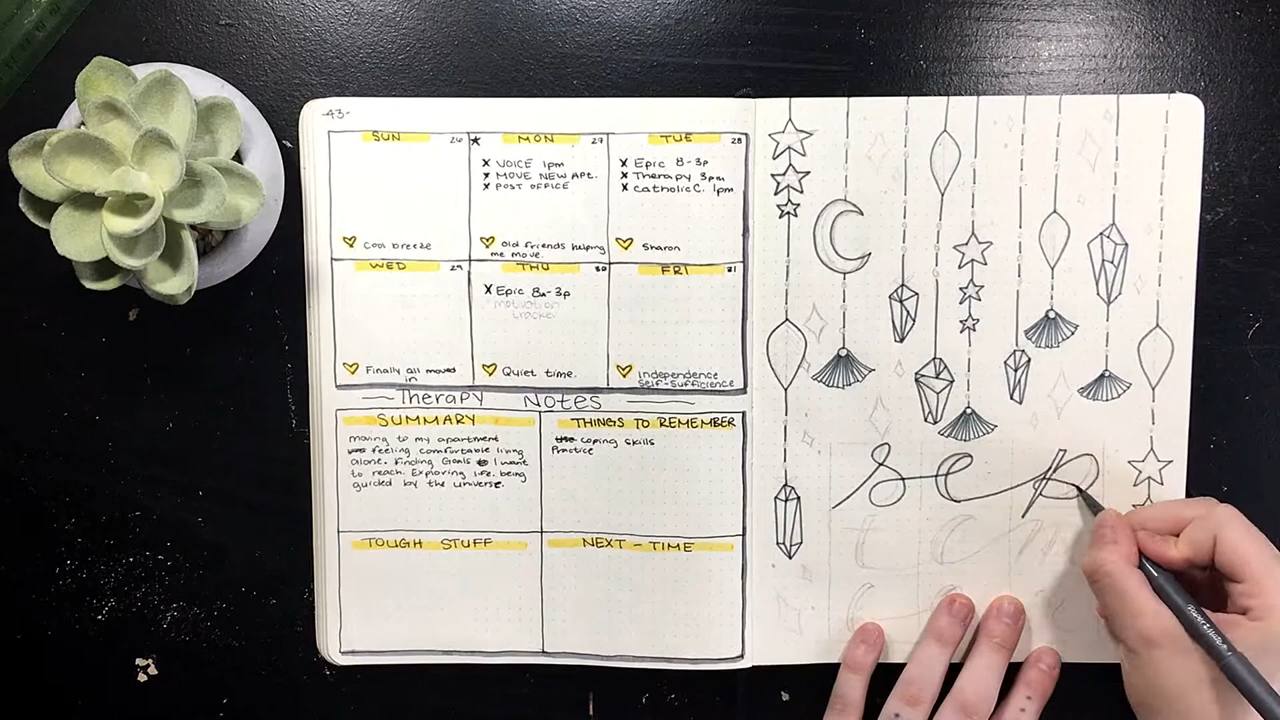 -43-
SUN 26
MON 27
TUE 28
X VOICE 1pm
X MOVE NEW APT.
X POST OFFICE
X Epic 8-3p
X Therapy 3pm
X Catholic C. 1pm
Cool breeze
Old friends helping
me move.
Sharon
WED 29
THU 30
FRI 31
X Epic 8a-3p
motivation
tracker
Finally all moved
in
Quiet time.
Independence
Self-Sufficience
Therapy Notes
SUMMARY
moving to my apartment
feeling comfortable living
alone. Finding Goals I want
to reach. Exploring life. being
guided by the universe.
THINGS TO REMEMBER
coping skills
Practice
TOUGH STUFF
NEXT-TIME
sep